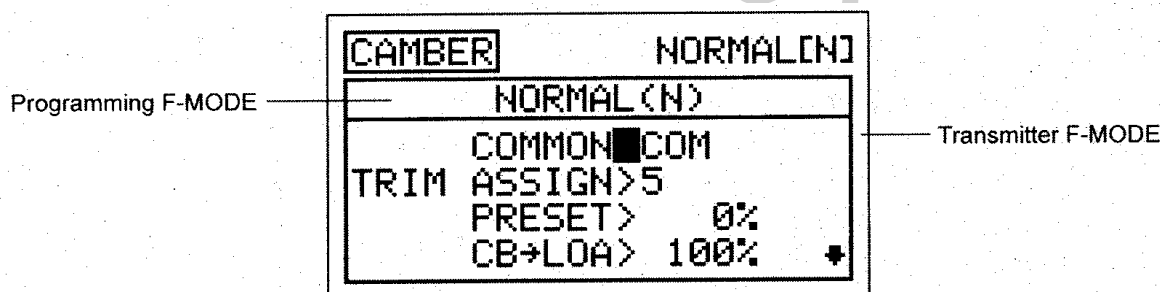 CAMBER NORMAL[N]
Programming F-MODE NORMAL(N)
COMMON COM Transmitter F-MODE
TRIM ASSIGN>5
PRESET> 0%
CB→LOA> 100%